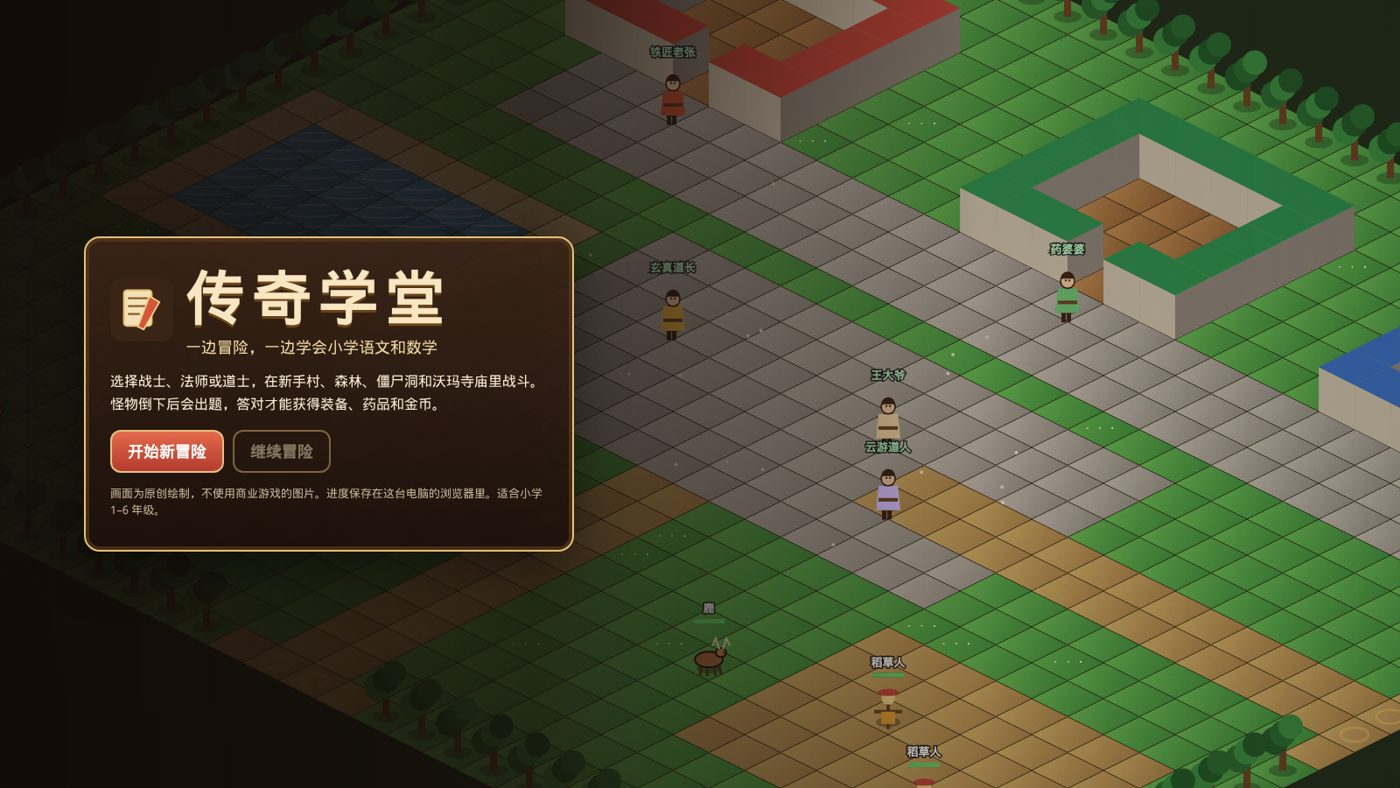 铁匠老张
药婆婆
玄真道长
传奇学堂
一边冒险，一边学会小学语文和数学
选择战士、法师或道士，在新手村、森林、僵尸洞和沃玛寺庙里战斗。
怪物倒下后会出题，答对才能获得装备、药品和金币。
开始新冒险
继续冒险
画面为原创绘制，不使用商业游戏的图片。进度保存在这台电脑的浏览器里。适合小学
1–6 年级。
王大爷
云游道人
鹿
稻草人
稻草人